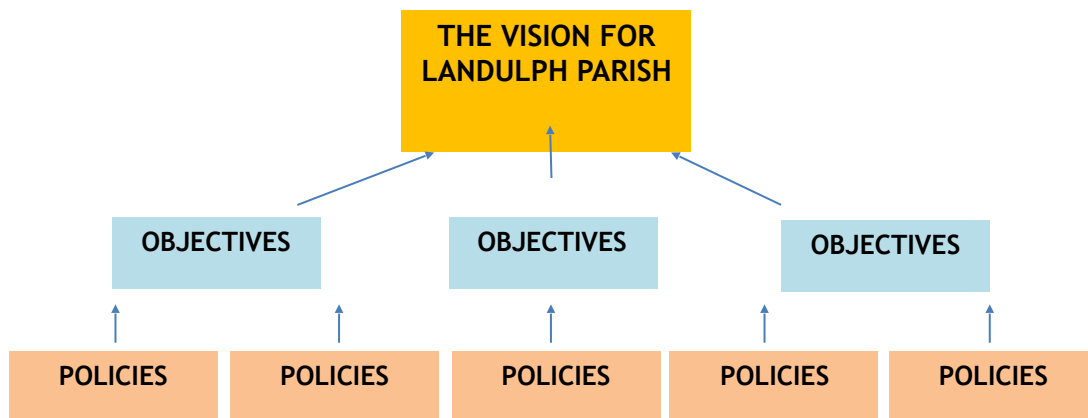 THE VISION FOR
LANDULPH PARISH
OBJECTIVES
OBJECTIVES
OBJECTIVES
POLICIES
POLICIES
POLICIES
POLICIES
POLICIES